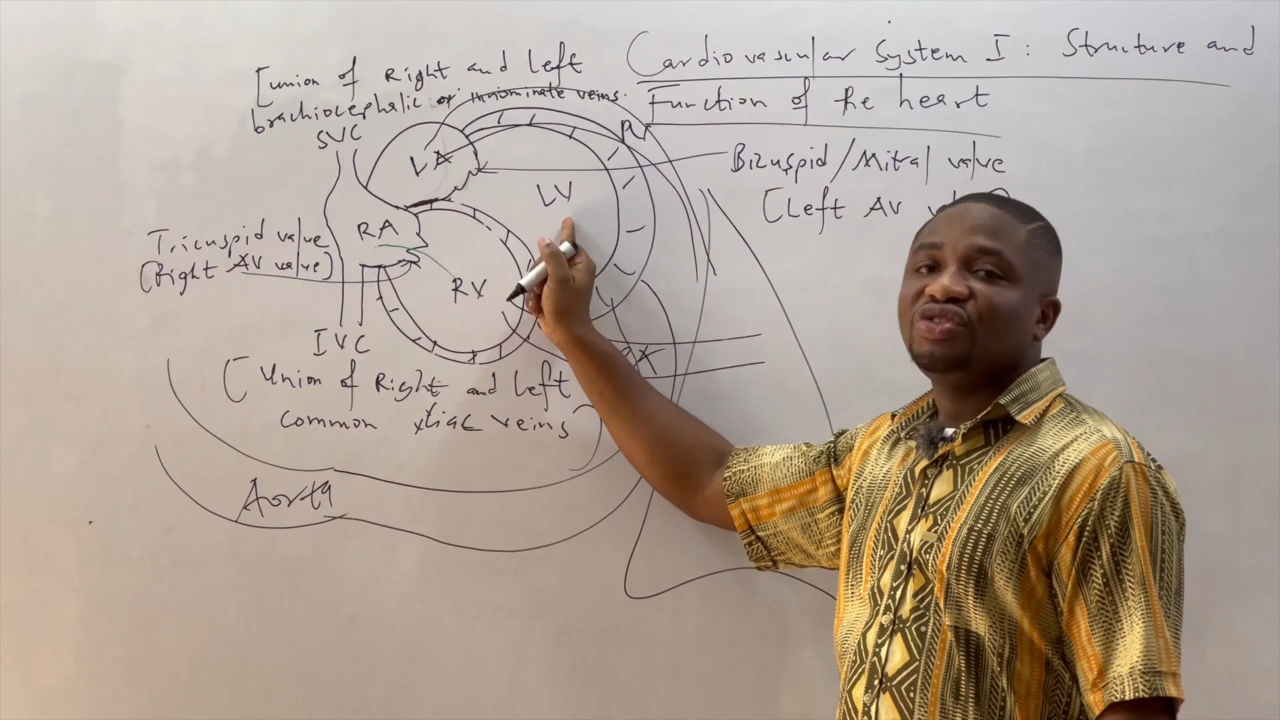 Cardiovascular System I: Structure and
Function of the heart
[union of Right and Left
brachiocephalic or innominate veins.
SVC
LA
LV
Bicuspid/Mitral valve
[Left AV
RA
Tricuspid valve
[Right AV valve]
RV
IVC
[Union of Right and Left
common iliac veins]
Aorta